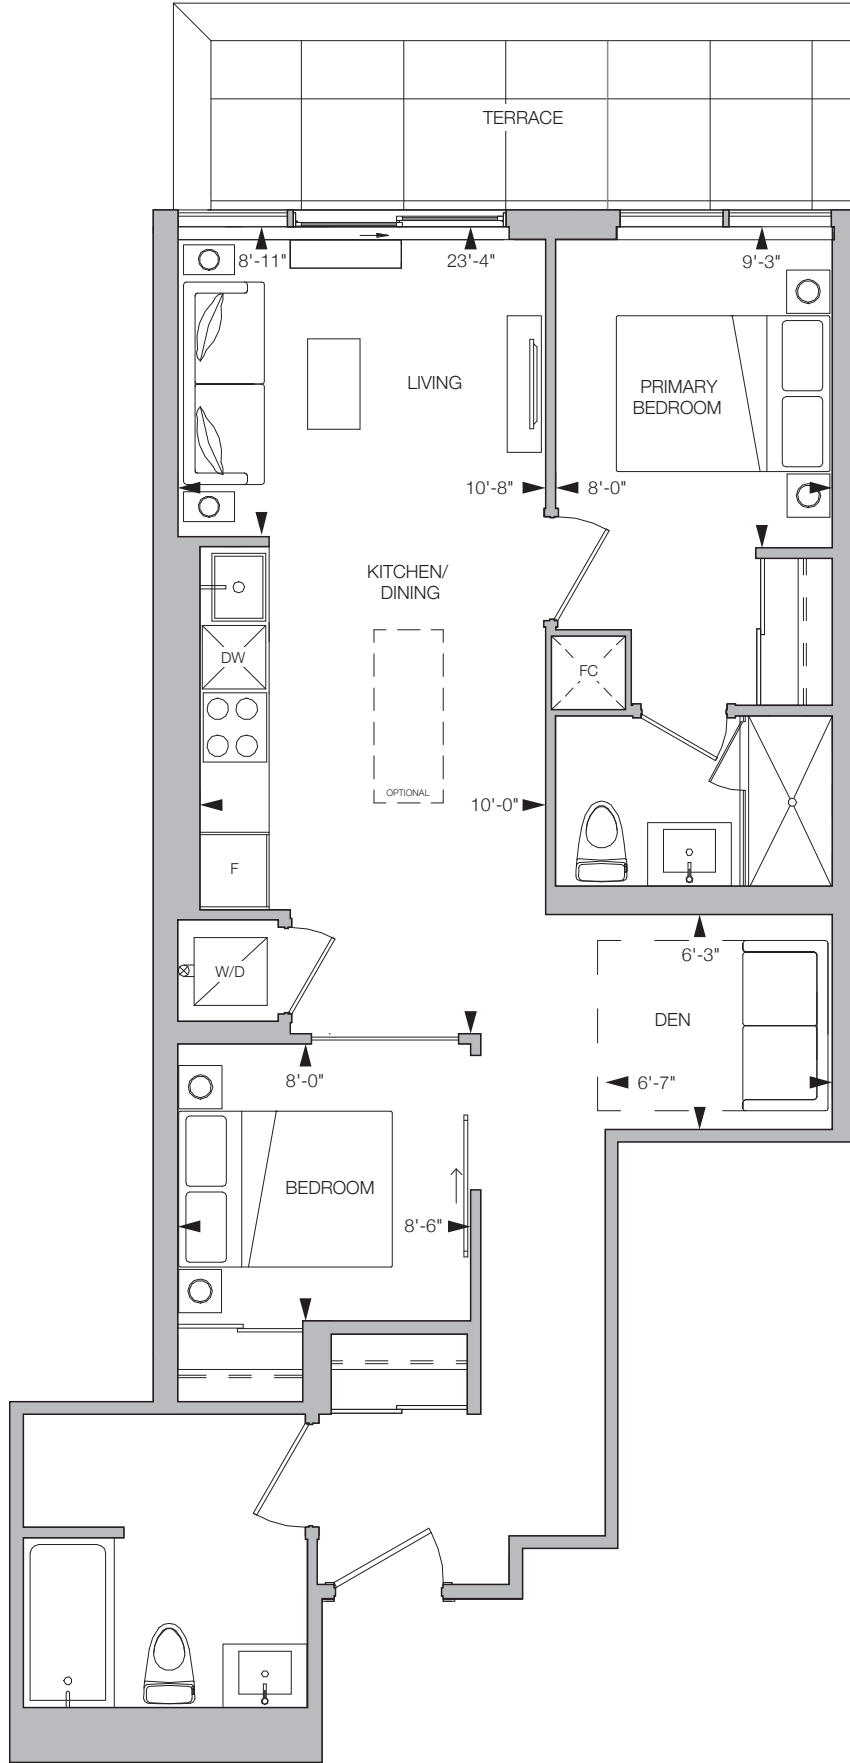 TERRACE
8'-11"
23'-4"
9'-3"
LIVING
PRIMARY
BEDROOM
10'-8"
8'-0"
KITCHEN/
DINING
DW
FC
OPTIONAL
10'-0"
F
W/D
6'-3"
DEN
8'-0"
6'-7"
BEDROOM
8'-6"